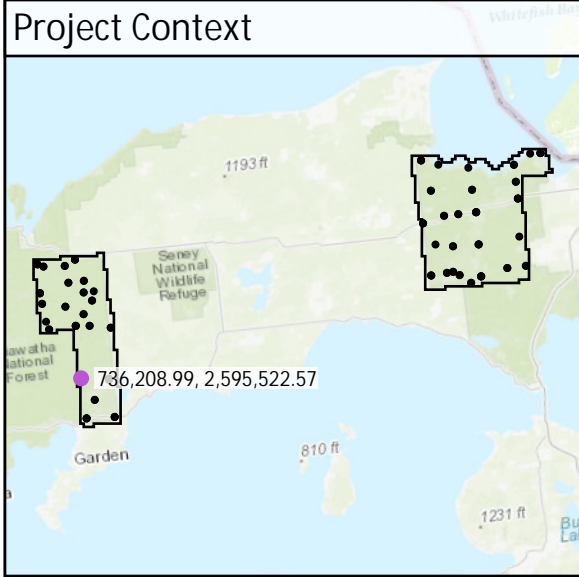 Project Context
Whitefish Bay
1193 ft
Seney
National
Wildlife
Refuge
awatha
ational
Forest
736,208.99, 2,595,522.57
Garden
810 ft
a
1231 ft
Bu
La